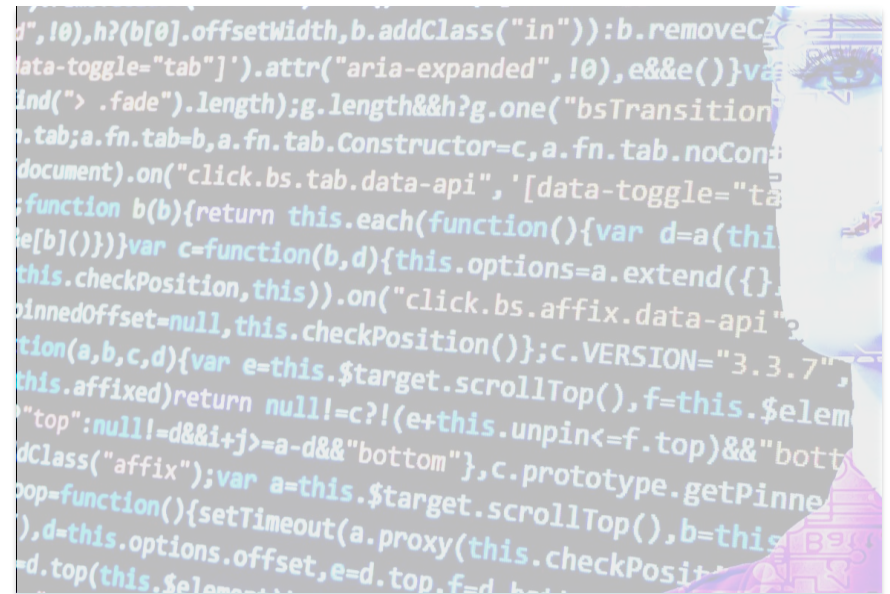 ",!0),h?(b[0].offsetWidth,b.addClass("in")):b.removeC
data-toggle="tab"]').attr("aria-expanded",!0),e&&e()}va
ind("> .fade").length);g.length&&h?g.one("bsTransition
.tab;a.fn.tab=b,a.fn.tab.Constructor=c,a.fn.tab.noCon
document).on("click.bs.tab.data-api",'[data-toggle="ta
;function b(b){return this.each(function(){var d=a(thi
e[b]()})}var c=function(b,d){this.options=a.extend({},
this.checkPosition,this)).on("click.bs.affix.data-api"
pinnedOffset=null,this.checkPosition()};c.VERSION="3.3.7",
tion(a,b,c,d){var e=this.$target.scrollTop(),f=this.$elem
this.affixed)return null!=c?!(e+this.unpin<=f.top)&&"bott
"top":null!=d&&i+j>=a-d&&"bottom"},c.prototype.getPinne
dClass("affix");var a=this.$target.scrollTop(),b=this
oop=function(){setTimeout(a.proxy(this.checkPosit
),d=this.options.offset,e=d.top,f=d
=d.top(this.$element))